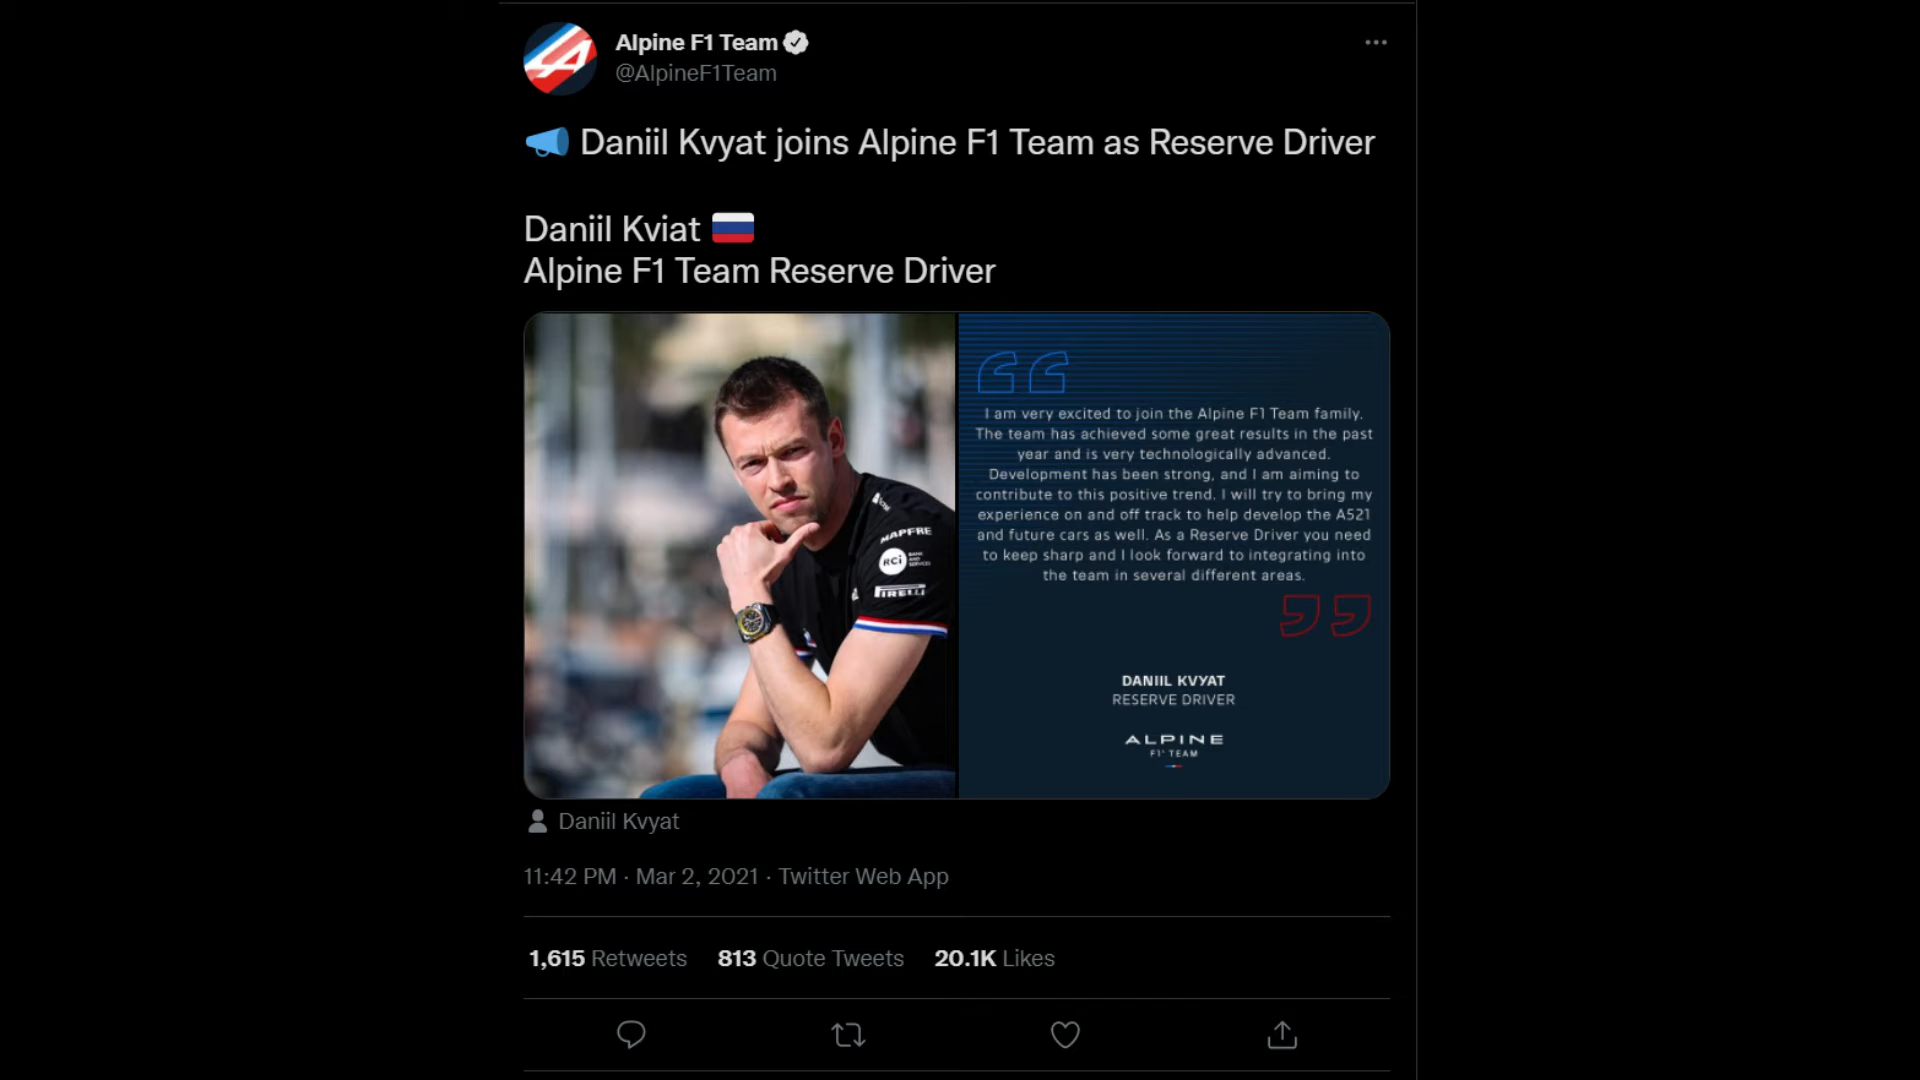 Alpine F1 Team
@AlpineF1Team
Daniil Kvyat joins Alpine F1 Team as Reserve Driver
Daniil Kviat
Alpine F1 Team Reserve Driver
MAPFRE
RCi BANK AND SERVICES
PIRELLI
I am very excited to join the Alpine F1 Team family.
The team has achieved some great results in the past
year and is very technologically advanced.
Development has been strong, and I am aiming to
contribute to this positive trend. I will try to bring my
experience on and off track to help develop the A521
and future cars as well. As a Reserve Driver you need
to keep sharp and I look forward to integrating into
the team in several different areas.
DANIIL KVYAT
RESERVE DRIVER
ALPINE
F1 TEAM
Daniil Kvyat
11:42 PM · Mar 2, 2021 · Twitter Web App
1,615 Retweets 813 Quote Tweets 20.1K Likes